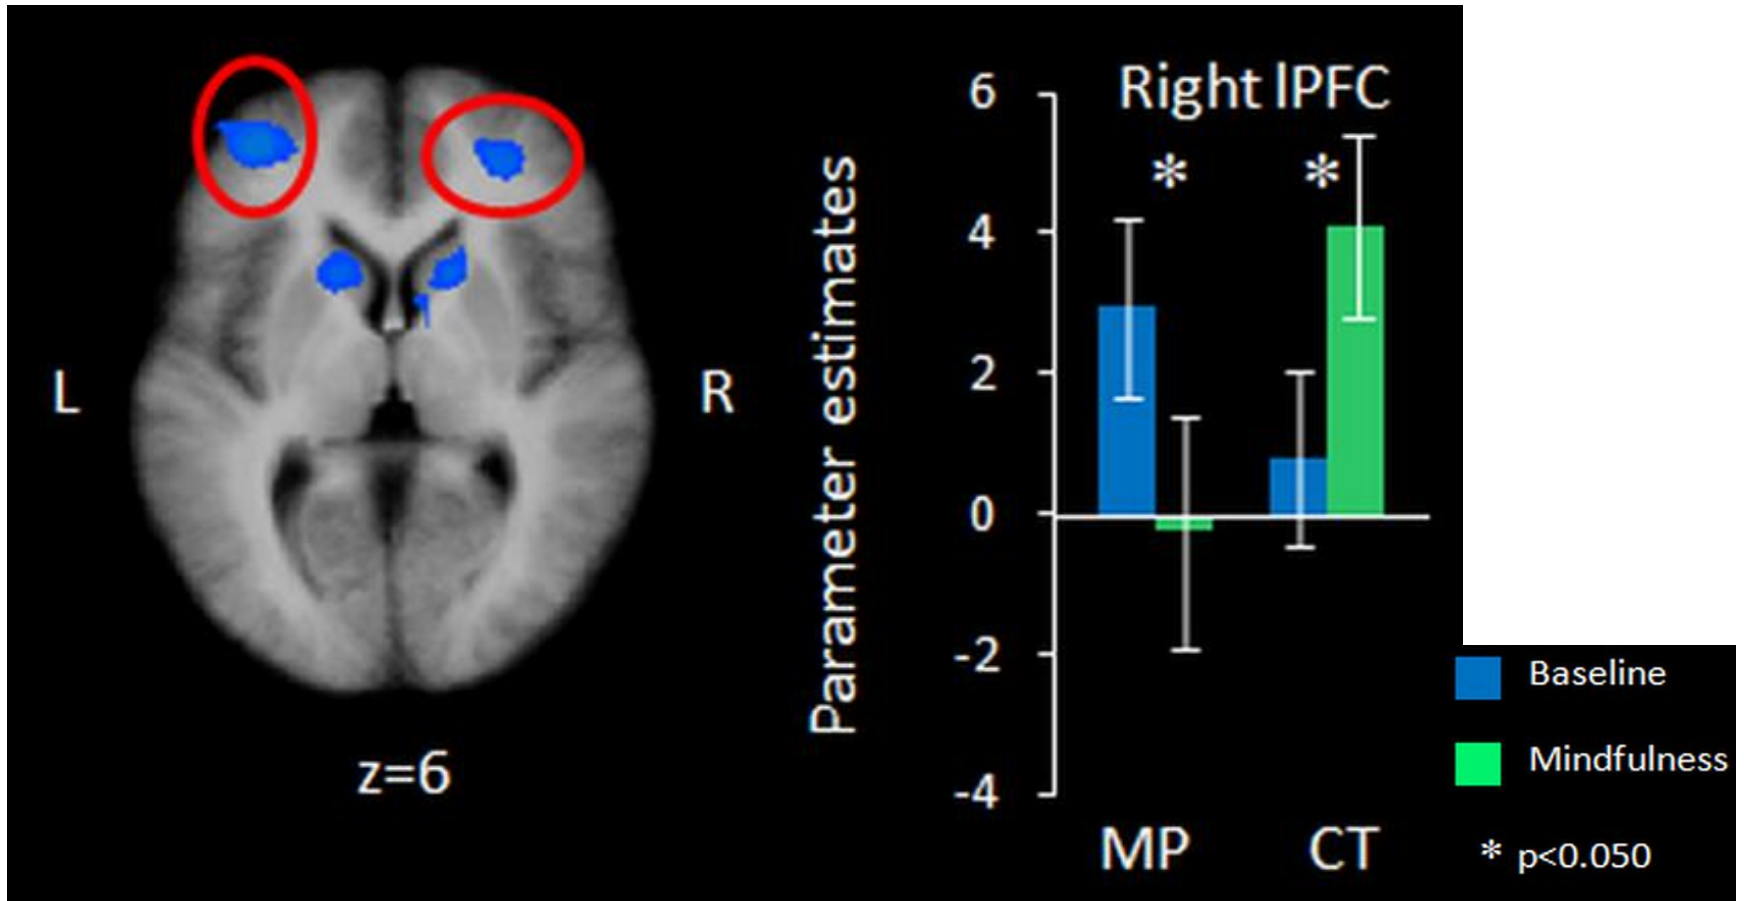 L
R
z=6
Right lPFC
Parameter estimates
6
4
2
0
-2
-4
*
*
MP
CT
Baseline
Mindfulness
* p<0.050